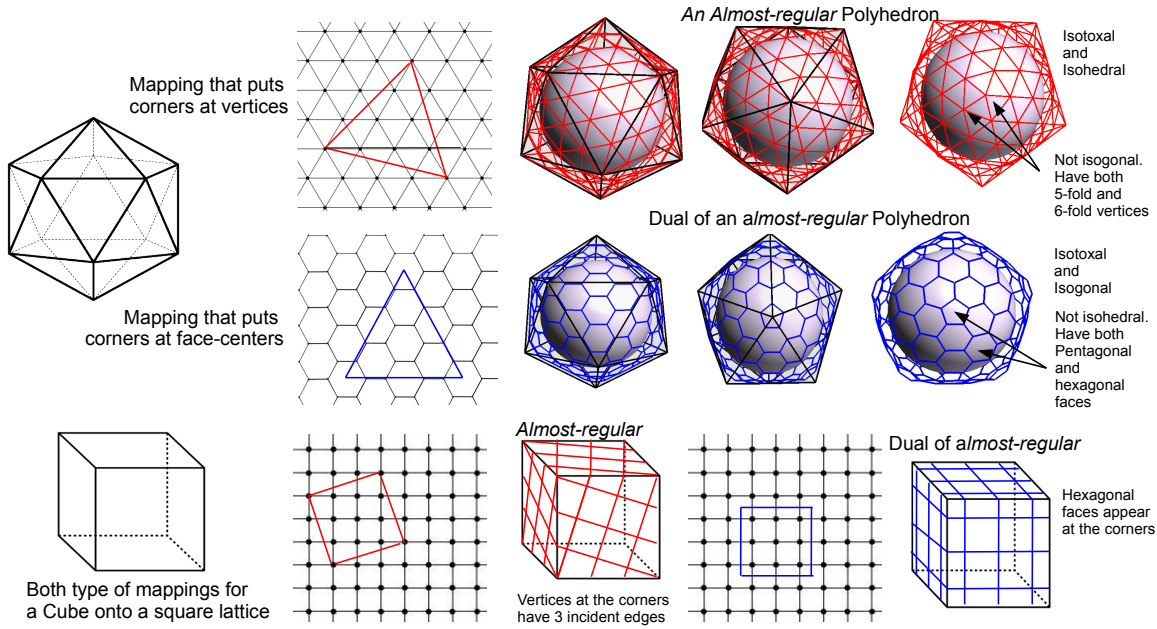 An Almost-regular Polyhedron
Mapping that puts
corners at vertices
Isotoxal
and
Isohedral
Not isogonal.
Have both
5-fold and
6-fold vertices
Dual of an almost-regular Polyhedron
Mapping that puts
corners at face-centers
Isotoxal
and
Isogonal
Not isohedral.
Have both
Pentagonal
and
hexagonal
faces
Both type of mappings for
a Cube onto a square lattice
Almost-regular
Vertices at the corners
have 3 incident edges
Dual of almost-regular
Hexagonal
faces appear
at the corners